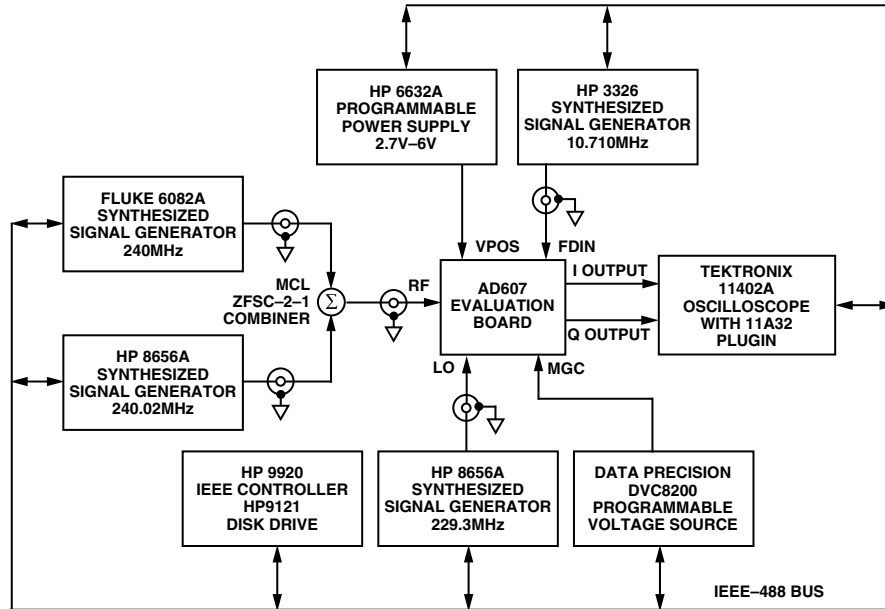 HP 6632A
PROGRAMMABLE
POWER SUPPLY
2.7V–6V
HP 3326
SYNTHESIZED
SIGNAL GENERATOR
10.710MHz
FLUKE 6082A
SYNTHESIZED
SIGNAL GENERATOR
240MHz
VPOS
FDIN
MCL
ZFSC–2–1
COMBINER
Σ
RF
AD607
EVALUATION
BOARD
I OUTPUT
Q OUTPUT
TEKTRONIX
11402A
OSCILLOSCOPE
WITH 11A32
PLUGIN
HP 8656A
SYNTHESIZED
SIGNAL GENERATOR
240.02MHz
LO
MGC
HP 9920
IEEE CONTROLLER
HP9121
DISK DRIVE
HP 8656A
SYNTHESIZED
SIGNAL GENERATOR
229.3MHz
DATA PRECISION
DVC8200
PROGRAMMABLE
VOLTAGE SOURCE
IEEE–488 BUS